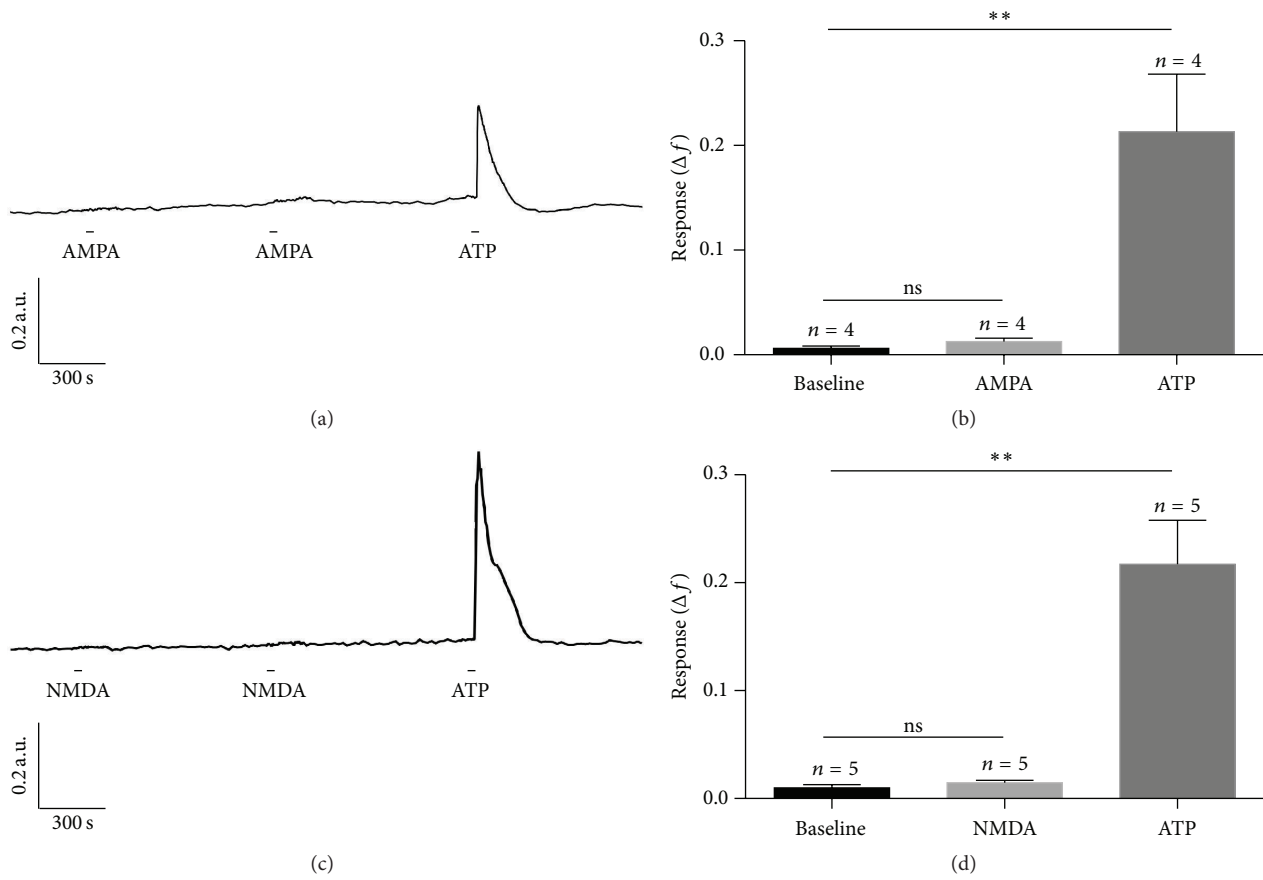 AMPA AMPA ATP
0.2 a.u.
300 s
(a)
**
0.3
0.2
0.1
0.0
Response (Δf)
n = 4
ns
n = 4
n = 4
Baseline AMPA ATP
(b)
NMDA NMDA ATP
0.2 a.u.
300 s
(c)
**
0.3
0.2
0.1
0.0
Response (Δf)
n = 5
ns
n = 5
n = 5
Baseline NMDA ATP
(d)